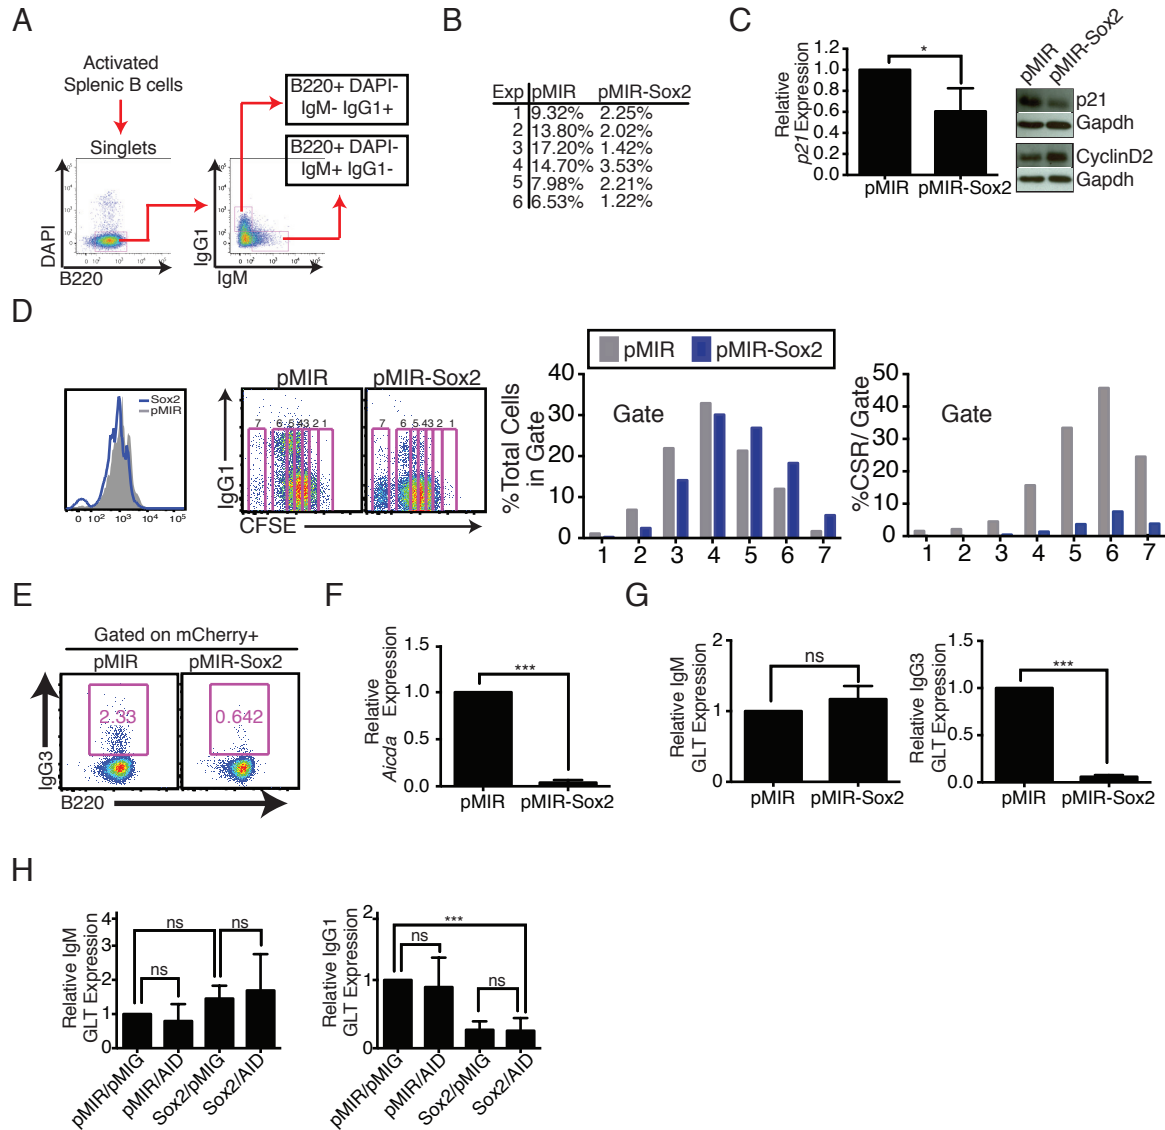 A
Activated
Splenic B cells
Singlets
DAPI
B220
IgG1
IgM
B220+ DAPI-
IgM- IgG1+
B220+ DAPI-
IgM+ IgG1-
B
Exp pMIR pMIR-Sox2
1 9.32% 2.25%
2 13.80% 2.02%
3 17.20% 1.42%
4 14.70% 3.53%
5 7.98% 2.21%
6 6.53% 1.22%
C
Relative
p21 Expression
1.2
1.0
0.8
0.6
0.4
0.2
0.0
*
pMIR
pMIR-Sox2
pMIR
pMIR-Sox2
p21
Gapdh
CyclinD2
Gapdh
D
Sox2
pMIR
0 10² 10³ 10⁴ 10⁵
pMIR
pMIR-Sox2
7 6 5 4 3 2 1
7 6 5 4 3 2 1
IgG1
CFSE
pMIR
pMIR-Sox2
%Total Cells
in Gate
40
30
20
10
0
Gate
1 2 3 4 5 6 7
%CSR/ Gate
50
40
30
20
10
0
Gate
1 2 3 4 5 6 7
E
Gated on mCherry+
pMIR
pMIR-Sox2
2.33
0.642
IgG3
B220
F
Relative
Aicda Expression
1.5
1.0
0.5
0.0
***
pMIR
pMIR-Sox2
G
Relative IgM
GLT Expression
2
1
0
ns
pMIR
pMIR-Sox2
Relative IgG3
GLT Expression
1.5
1.0
0.5
0.0
***
pMIR
pMIR-Sox2
H
Relative IgM
GLT Expression
4
3
2
1
0
ns
ns
ns
pMIR/pMIG
pMIR/AID
Sox2/pMIG
Sox2/AID
Relative IgG1
GLT Expression
2
1
0
***
ns
ns
pMIR/pMIG
pMIR/AID
Sox2/pMIG
Sox2/AID